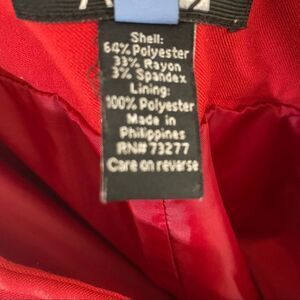 Shell:
64% Polyester
33% Rayon
3% Spandex
Lining:
100% Polyester
Made in
Philippines
RN# 73277
Care on reverse